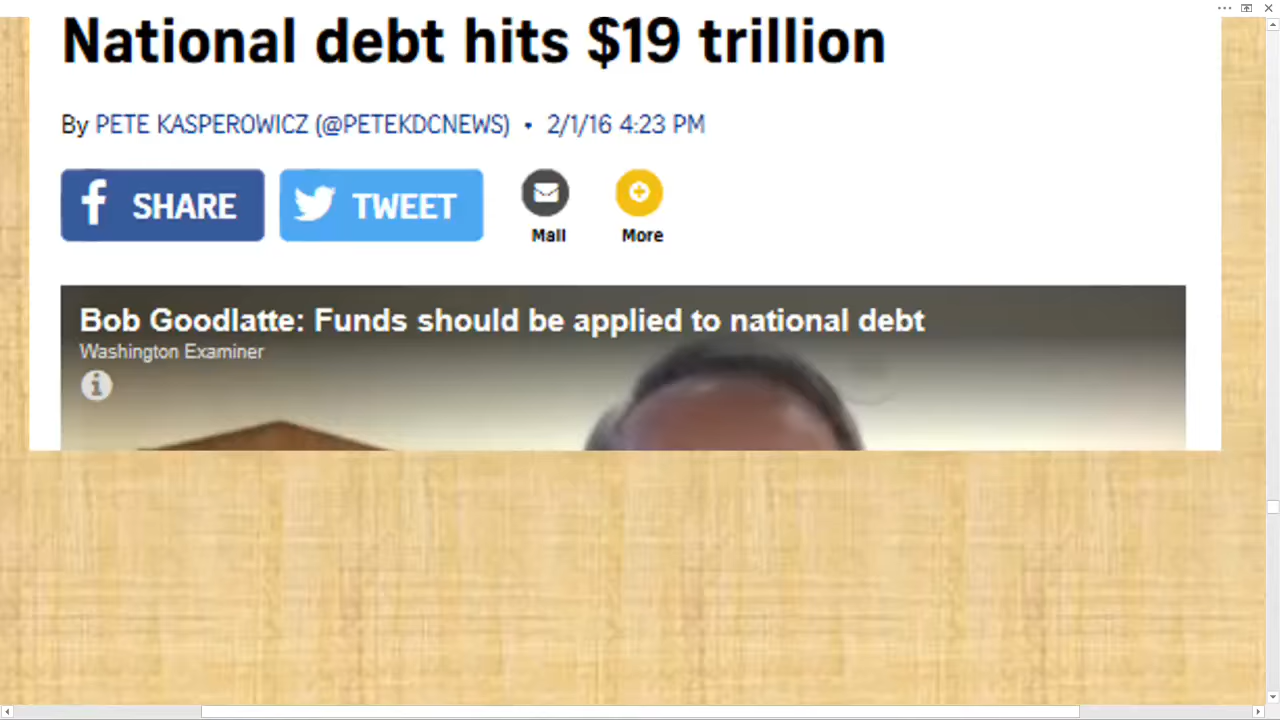 National debt hits $19 trillion
By PETE KASPEROWICZ (@PETEKDCNEWS) • 2/1/16 4:23 PM
SHARE TWEET
Mail More
Bob Goodlatte: Funds should be applied to national debt
Washington Examiner